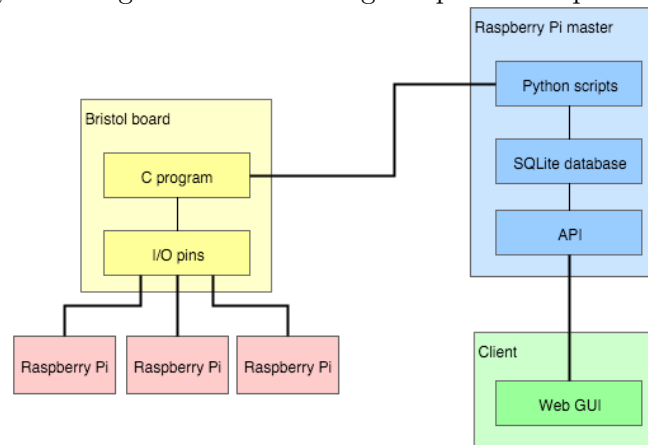 Raspberry Pi master
Python scripts
SQLite database
API
Bristol board
C program
I/O pins
Raspberry Pi
Raspberry Pi
Raspberry Pi
Client
Web GUI